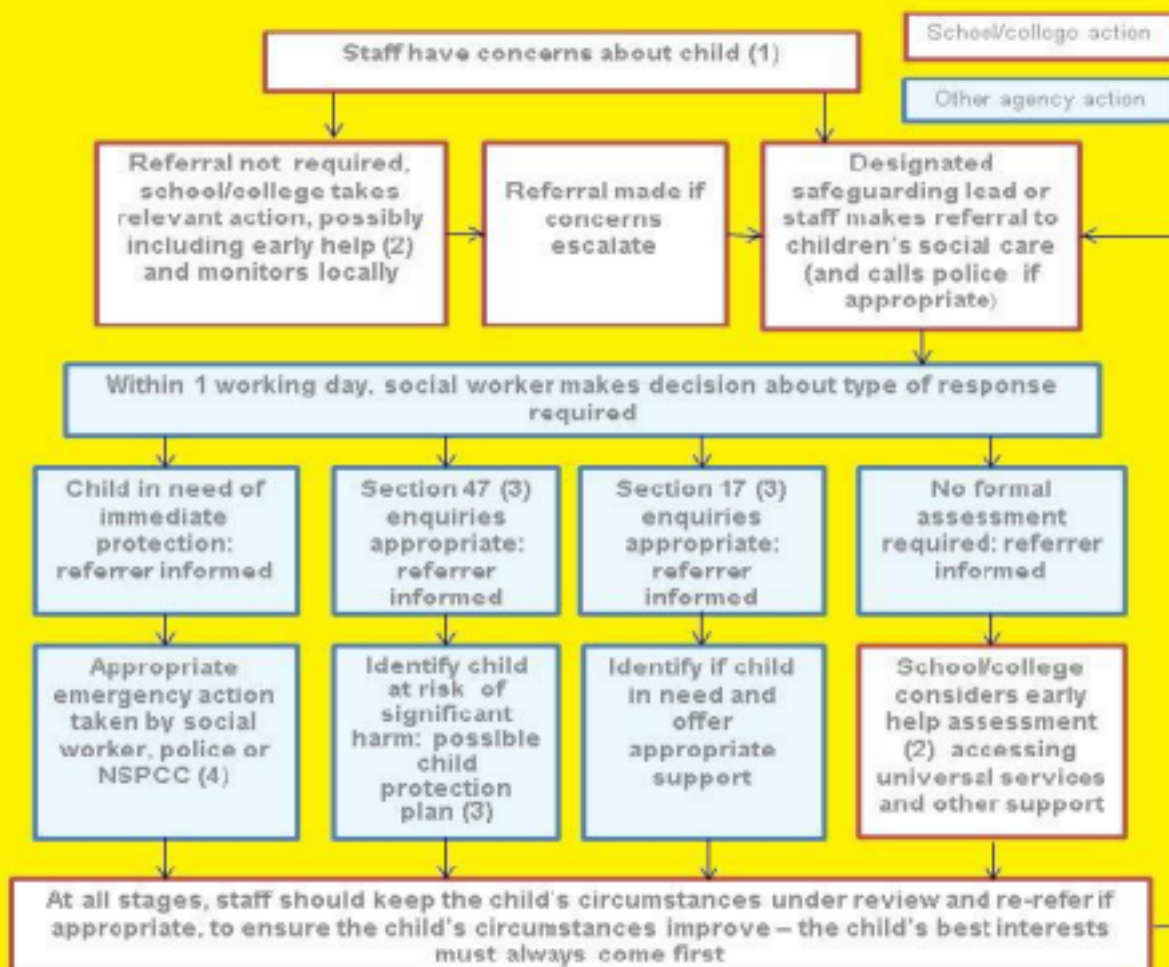 School/college action
Staff have concerns about child (1)
Other agency action
Referral not required,
school/college takes
relevant action, possibly
including early help (2)
and monitors locally
Referral made if
concerns
escalate
Designated
safeguarding lead or
staff makes referral to
children's social care
(and calls police if
appropriate)
Within 1 working day, social worker makes decision about type of response
required
Child in need of
immediate
protection:
referrer informed
Section 47 (3)
enquiries
appropriate:
referrer
informed
Section 17 (3)
enquiries
appropriate:
referrer
informed
No formal
assessment
required: referrer
informed
Appropriate
emergency action
taken by social
worker, police or
NSPCC (4)
Identify child
at risk of
significant
harm: possible
child
protection
plan (3)
Identify if child
in need and
offer
appropriate
support
School/college
considers early
help assessment
(2) accessing
universal services
and other support
At all stages, staff should keep the child's circumstances under review and re-refer if
appropriate, to ensure the child's circumstances improve – the child's best interests
must always come first